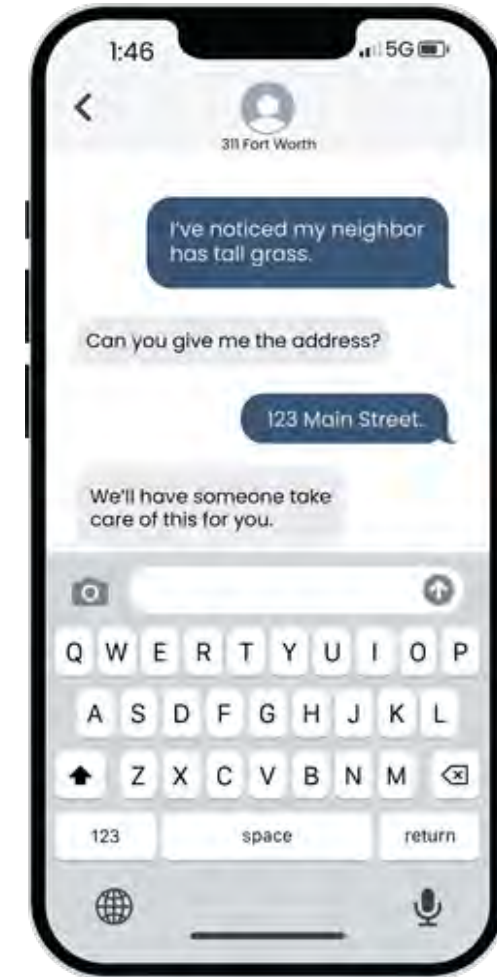 1:46
5G
311 Fort Worth
I've noticed my neighbor
has tall grass.
Can you give me the address?
123 Main Street.
We'll have someone take
care of this for you.
Q W E R T Y U I O P
A S D F G H J K L
Z X C V B N M
123 space return